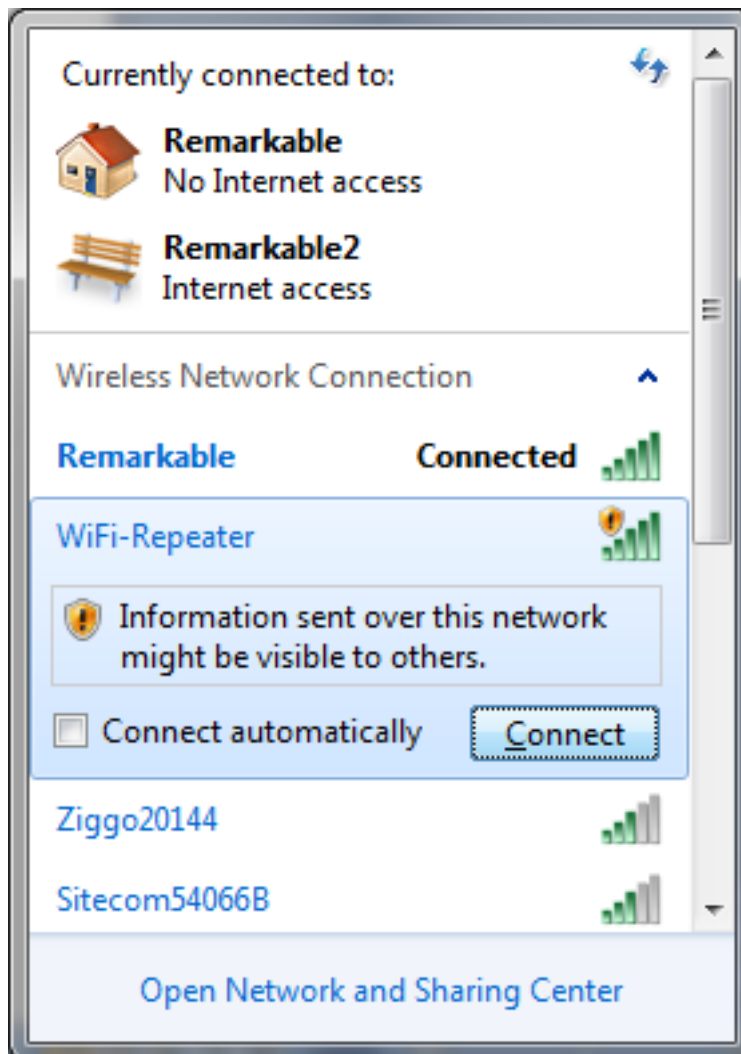 Currently connected to:
Remarkable
No Internet access
Remarkable2
Internet access
Wireless Network Connection
Remarkable Connected
WiFi-Repeater
Information sent over this network
might be visible to others.
Connect automatically Connect
Ziggo20144
Sitecom54066B
Open Network and Sharing Center